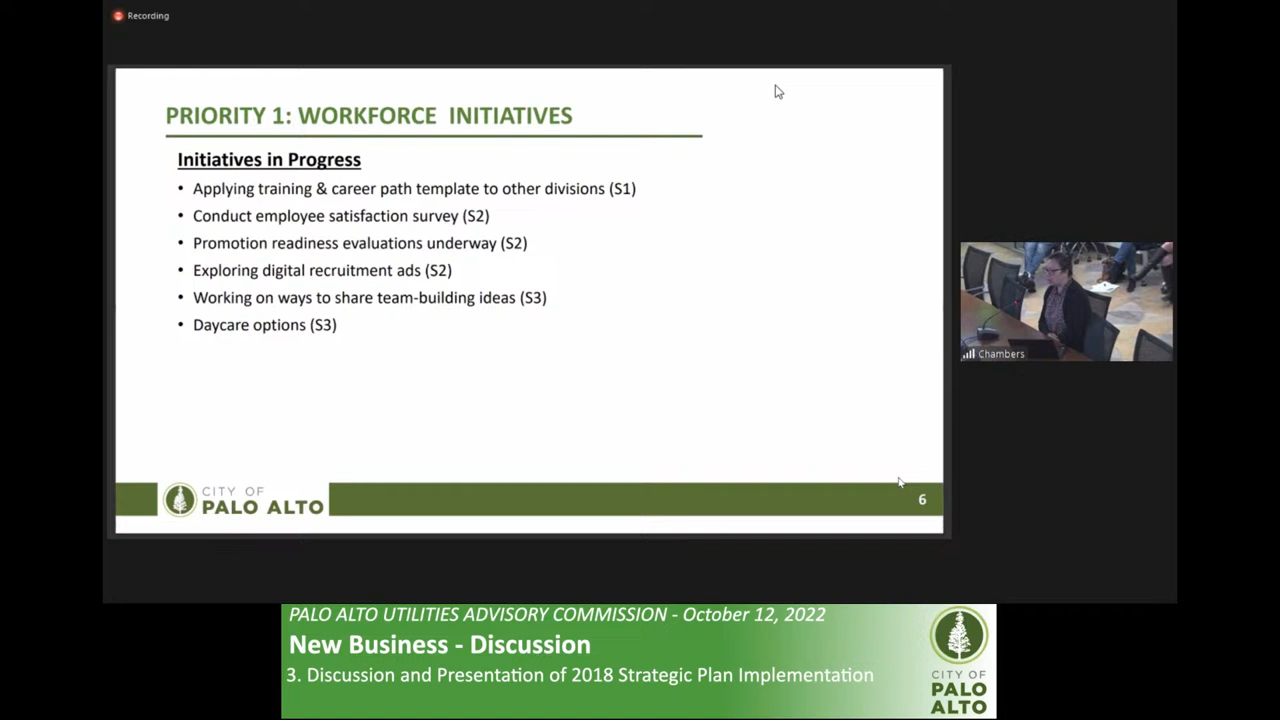 Recording
PRIORITY 1: WORKFORCE INITIATIVES
Initiatives in Progress
• Applying training & career path template to other divisions (S1)
• Conduct employee satisfaction survey (S2)
• Promotion readiness evaluations underway (S2)
• Exploring digital recruitment ads (S2)
• Working on ways to share team-building ideas (S3)
• Daycare options (S3)
Chambers
CITY OF
PALO ALTO
6
PALO ALTO UTILITIES ADVISORY COMMISSION - October 12, 2022
New Business - Discussion
3. Discussion and Presentation of 2018 Strategic Plan Implementation
CITY OF
PALO
ALTO